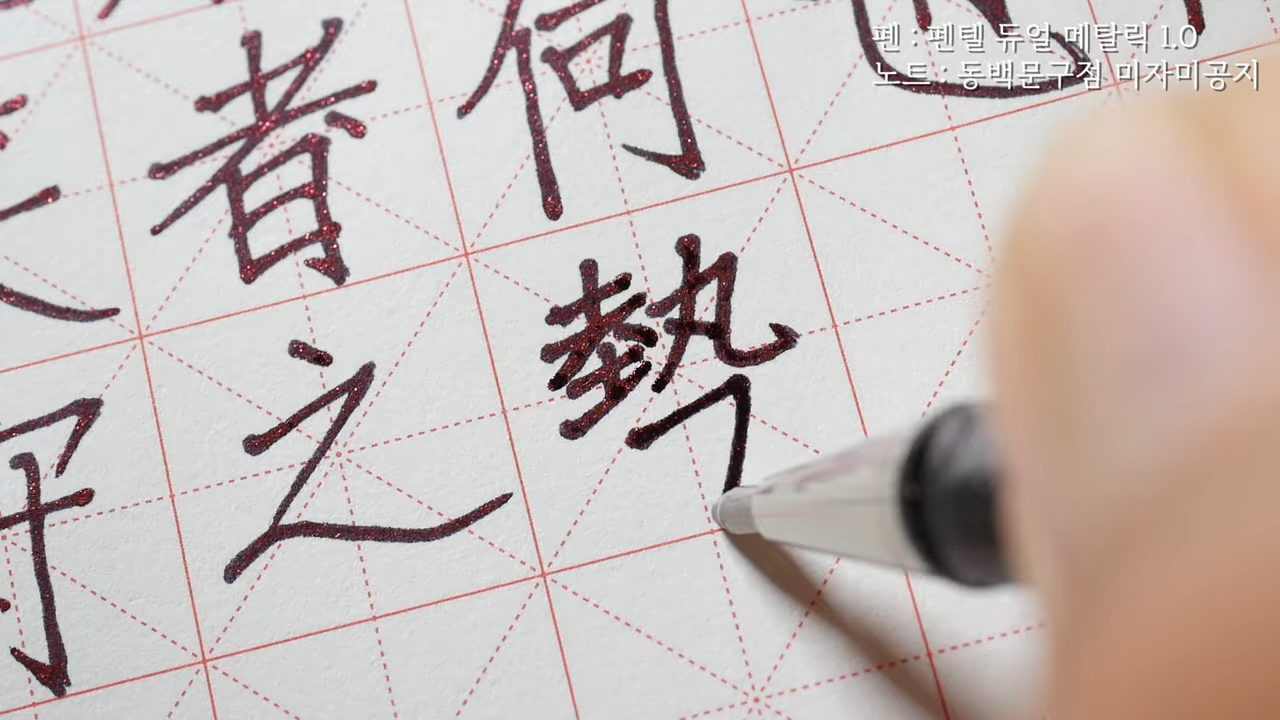 펜 : 펜텔 듀얼 메탈릭 1.0
노트 : 동백문구점 미자미공지
者 何
之 勢